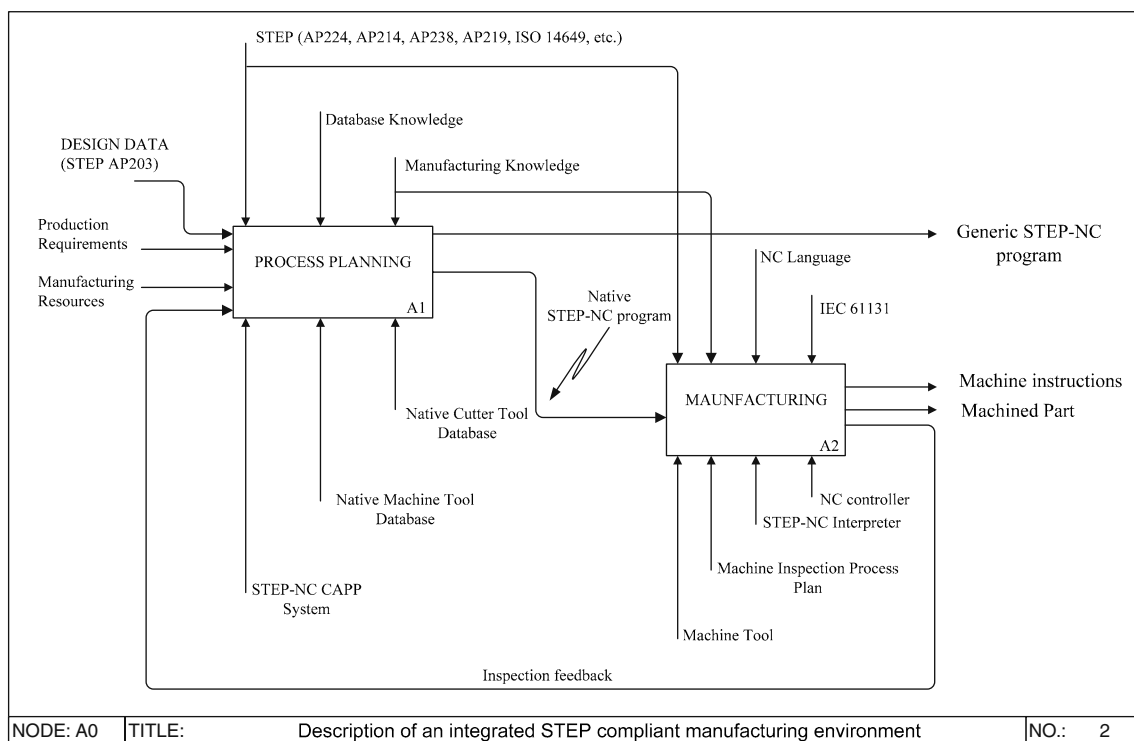 STEP (AP224, AP214, AP238, AP219, ISO 14649, etc.)
Database Knowledge
DESIGN DATA
(STEP AP203)
Manufacturing Knowledge
Production
Requirements
Generic STEP-NC
program
NC Language
PROCESS PLANNING
Manufacturing
Resources
A1
Native
STEP-NC program
IEC 61131
Machine instructions
MAUNFACTURING
Machined Part
Native Cutter Tool
Database
A2
Native Machine Tool
Database
NC controller
STEP-NC Interpreter
Machine Inspection Process
Plan
STEP-NC CAPP
System
Machine Tool
Inspection feedback
NODE: A0 TITLE: Description of an integrated STEP compliant manufacturing environment NO.: 2